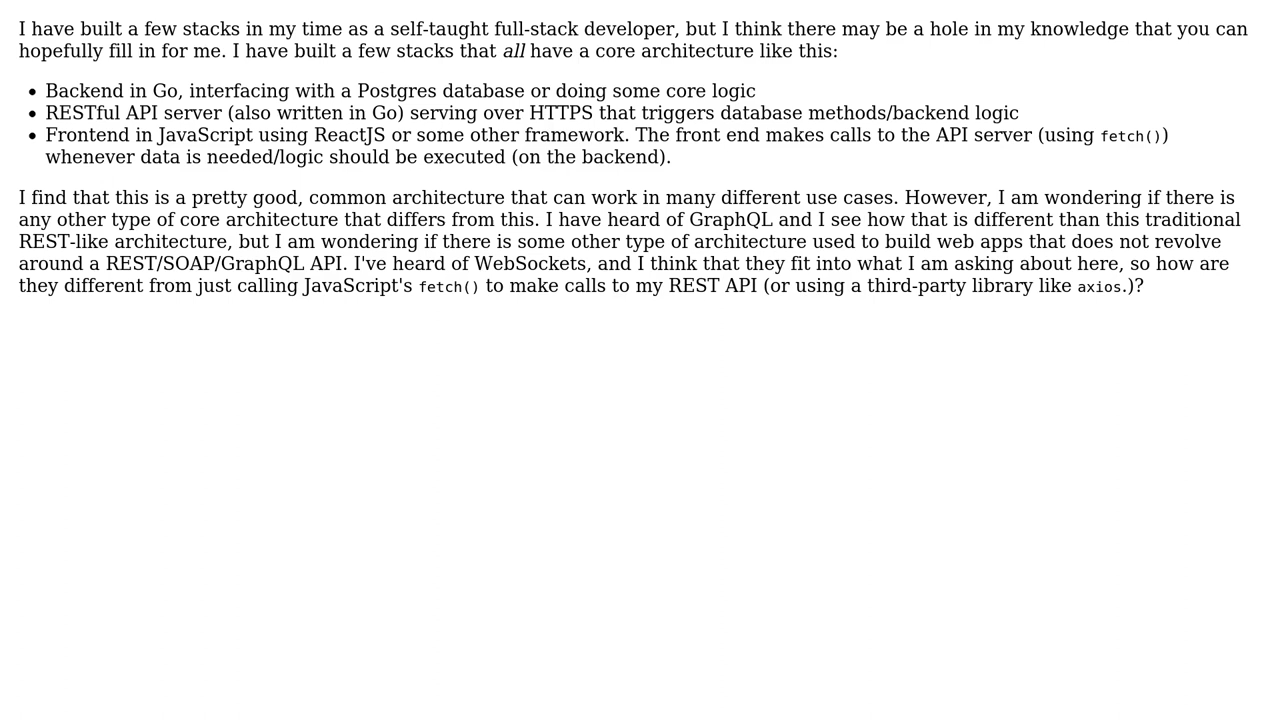 I have built a few stacks in my time as a self-taught full-stack developer, but I think there may be a hole in my knowledge that you can
hopefully fill in for me. I have built a few stacks that all have a core architecture like this:
• Backend in Go, interfacing with a Postgres database or doing some core logic
• RESTful API server (also written in Go) serving over HTTPS that triggers database methods/backend logic
• Frontend in JavaScript using ReactJS or some other framework. The front end makes calls to the API server (using fetch())
whenever data is needed/logic should be executed (on the backend).
I find that this is a pretty good, common architecture that can work in many different use cases. However, I am wondering if there is
any other type of core architecture that differs from this. I have heard of GraphQL and I see how that is different than this traditional
REST-like architecture, but I am wondering if there is some other type of architecture used to build web apps that does not revolve
around a REST/SOAP/GraphQL API. I've heard of WebSockets, and I think that they fit into what I am asking about here, so how are
they different from just calling JavaScript's fetch() to make calls to my REST API (or using a third-party library like axios.)?